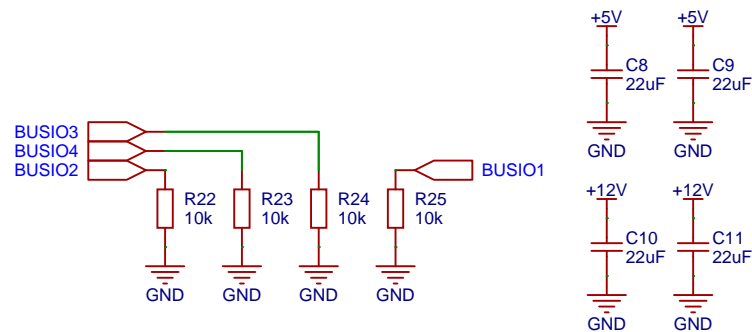 +5V
+5V
C8
22uF
C9
22uF
GND
GND
BUSIO3
BUSIO4
BUSIO2
BUSIO1
R22
10k
R23
10k
R24
10k
R25
10k
GND
GND
GND
GND
+12V
+12V
C10
22uF
C11
22uF
GND
GND